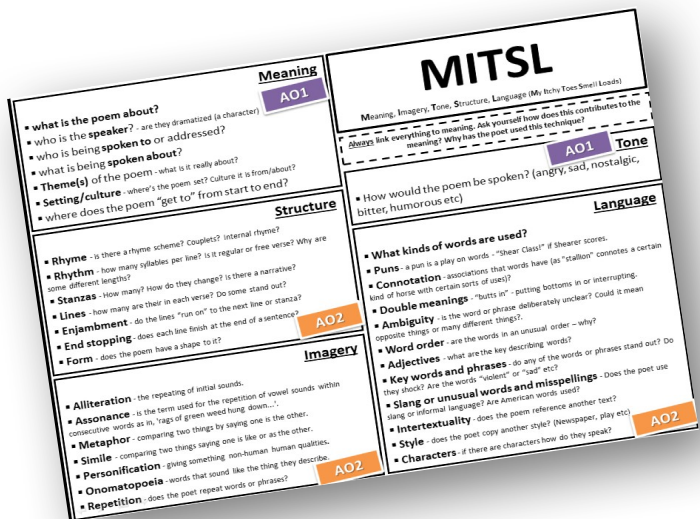 Meaning
AO1
▪ what is the poem about?
▪ who is the speaker? - are they dramatized (a character)
▪ who is being spoken to or addressed?
▪ what is being spoken about?
▪ Theme(s) of the poem - what is it really about?
▪ Setting/culture - where's the poem set? Culture it is from/about?
▪ where does the poem "get to" from start to end?
MITSL
Meaning, Imagery, Tone, Structure, Language (My Itchy Toes Smell Loads)
Always link everything to meaning. Ask yourself how does this contributes to the
meaning? Why has the poet used this technique?
AO1
Tone
▪ How would the poem be spoken? (angry, sad, nostalgic,
bitter, humorous etc)
Structure
▪ Rhyme - is there a rhyme scheme? Couplets? Internal rhyme?
▪ Rhythm - how many syllables per line? Is it regular or free verse? Why are
some different lengths?
▪ Stanzas - How many? How do they change? is there a narrative?
▪ Lines - how many are their in each verse? Do some stand out?
▪ Enjambment - do the lines "run on" to the next line or stanza?
▪ End stopping - does each line finish at the end of a sentence?
▪ Form - does the poem have a shape to it?
AO2
Imagery
▪ Alliteration - the repeating of initial sounds.
▪ Assonance - is the term used for the repetition of vowel sounds within
consecutive words as in, 'rags of green weed hung down...'.
▪ Metaphor - comparing two things by saying one is the other.
▪ Simile - comparing two things saying one is like or as the other.
▪ Personification - giving something non-human human qualities.
▪ Onomatopoeia - words that sound like the thing they describe.
▪ Repetition - does the poet repeat words or phrases?
AO2
Language
▪ What kinds of words are used?
▪ Puns - a pun is a play on words - "Shear Class!" if Shearer scores.
▪ Connotation - associations that words have (as "stallion" connotes a certain
kind of horse with certain sorts of uses)?
▪ Double meanings - "butts in" - putting bottoms in or interrupting.
▪ Ambiguity - is the word or phrase deliberately unclear? Could it mean
opposite things or many different things?.
▪ Word order - are the words in an unusual order – why?
▪ Adjectives - what are the key describing words?
▪ Key words and phrases - do any of the words or phrases stand out? Do
they shock? Are the words "violent" or "sad" etc?
▪ Slang or unusual words and misspellings - Does the poet use
slang or informal language? Are American words used?
▪ Intertextuality - does the poem reference another text?
▪ Style - does the poet copy another style? (Newspaper, play etc)
▪ Characters - if there are characters how do they speak?
AO2